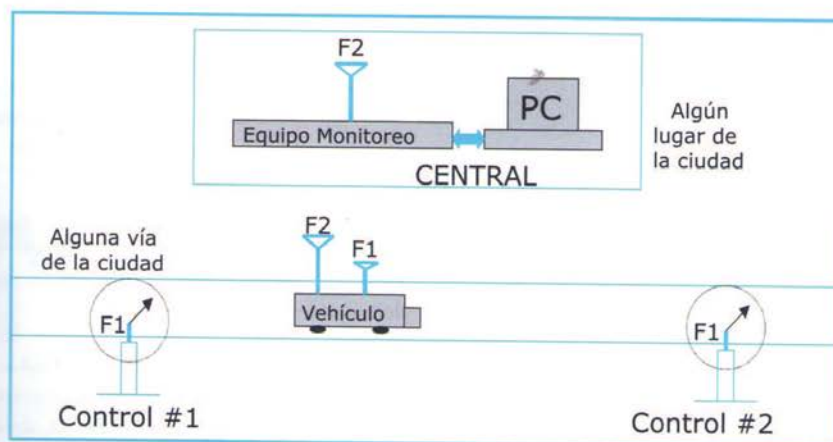 F2
PC
Equipo Monitoreo
CENTRAL
Algún
lugar de
la ciudad
Alguna vía
de la ciudad
F2
F1
Vehículo
F1
F1
Control #1
Control #2